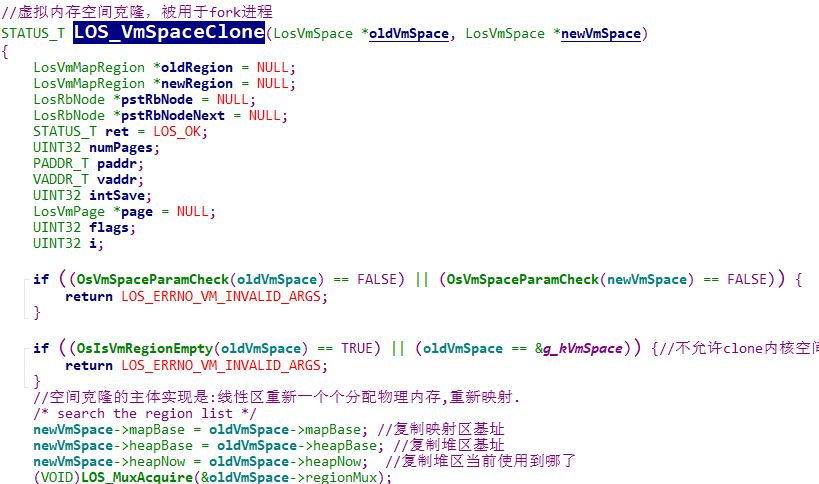 //虚拟内存空间克隆，被用于fork进程
STATUS_T LOS_VmSpaceClone(LosVmSpace *oldVmSpace, LosVmSpace *newVmSpace)
{
    LosVmMapRegion *oldRegion = NULL;
    LosVmMapRegion *newRegion = NULL;
    LosRbNode *pstRbNode = NULL;
    LosRbNode *pstRbNodeNext = NULL;
    STATUS_T ret = LOS_OK;
    UINT32 numPages;
    PADDR_T paddr;
    VADDR_T vaddr;
    UINT32 intSave;
    LosVmPage *page = NULL;
    UINT32 flags;
    UINT32 i;
    if ((OsVmSpaceParamCheck(oldVmSpace) == FALSE) || (OsVmSpaceParamCheck(newVmSpace) == FALSE)) {
        return LOS_ERRNO_VM_INVALID_ARGS;
    }
    if ((OsIsVmRegionEmpty(oldVmSpace) == TRUE) || (oldVmSpace == &g_kVmSpace)) {//不允许clone内核空间
        return LOS_ERRNO_VM_INVALID_ARGS;
    }
    //空间克隆的主体实现是:线性区重新一个个分配物理内存,重新映射.
    /* search the region list */
    newVmSpace->mapBase = oldVmSpace->mapBase; //复制映射区基址
    newVmSpace->heapBase = oldVmSpace->heapBase; //复制堆区基址
    newVmSpace->heapNow = oldVmSpace->heapNow;  //复制堆区当前使用到哪了
    (VOID)LOS_MuxAcquire(&oldVmSpace->regionMux);